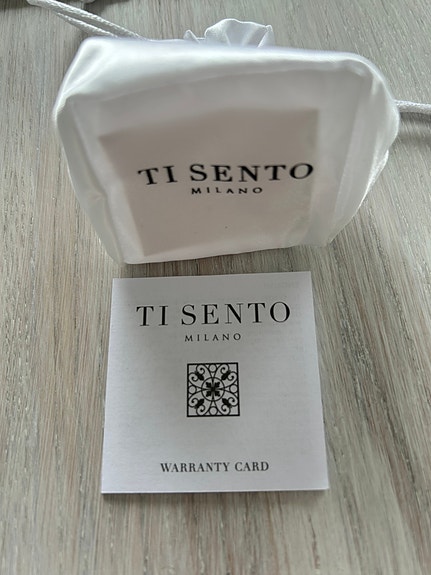 TI SENTO
MILANO
TI SENTO
MILANO
WARRANTY CARD